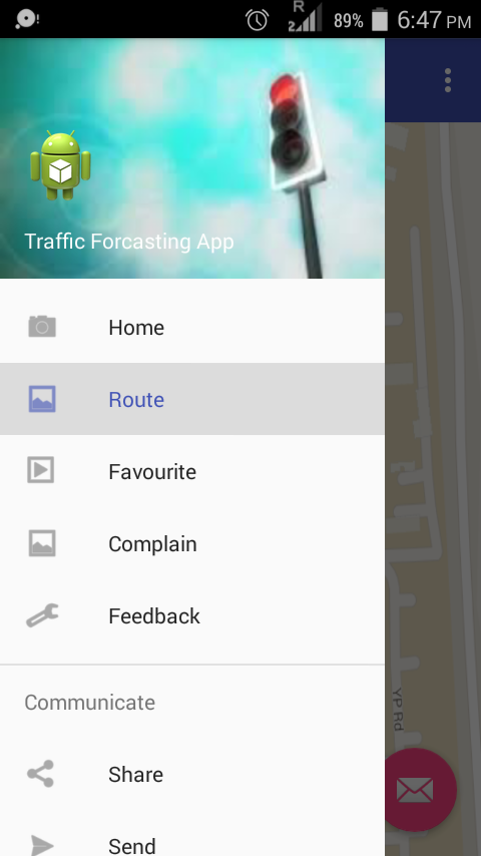 R
2
89%
6:47 PM
Traffic Forcasting App
Home
Route
Favourite
Complain
Feedback
YP Rd
Communicate
Share
Send